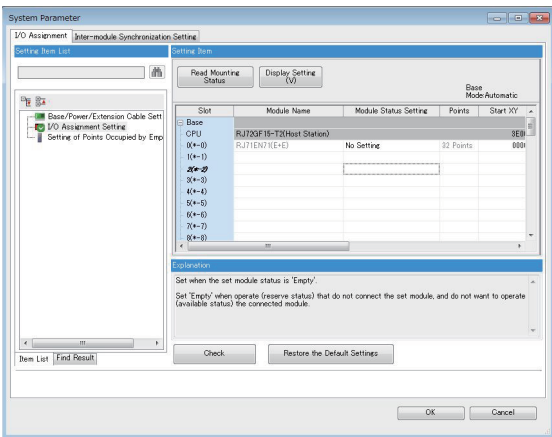 System Parameter
I/O Assignment Inter-module Synchronization Setting
Setting Item List
Setting Item
Read Mounting Status
Display Setting (V)
Base Mode:Automatic
Base/Power/Extension Cable Sett
I/O Assignment Setting
Setting of Points Occupied by Emp
Slot Module Name Module Status Setting Points Start XY
Base
CPU RJ72GF15-T2(Host Station) 3E0
0(*-0) RJ71EN71(E+E) No Setting 32 Points 000
1(*-1)
2(*-2)
3(*-3)
4(*-4)
5(*-5)
6(*-6)
7(*-7)
8(*-8)
Explanation
Set when the set module status is 'Empty'.
Set 'Empty' when operate (reserve status) that do not connect the set module, and do not want to operate
(available status) the connected module.
Item List Find Result
Check Restore the Default Settings
OK Cancel